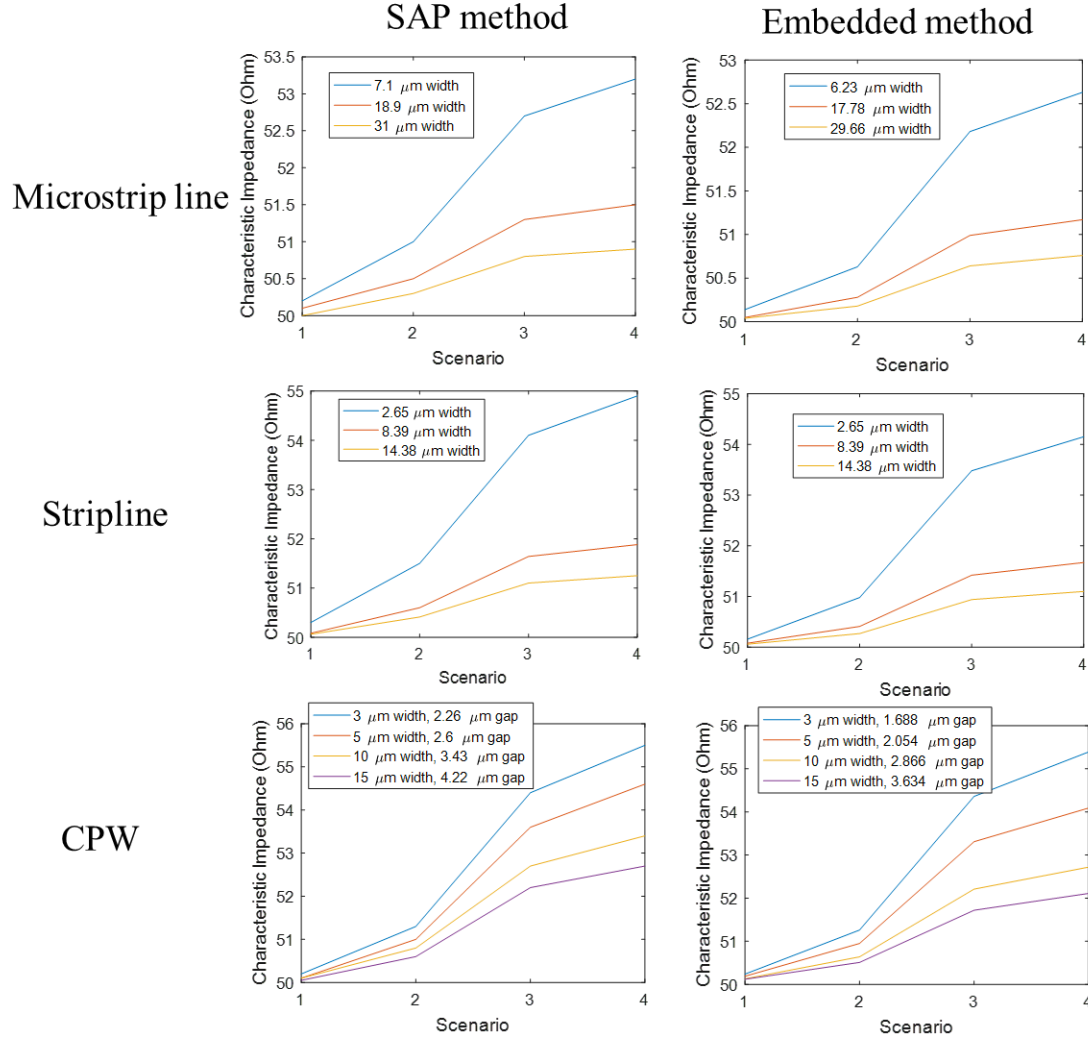 SAP method
Embedded method
Microstrip line
Characteristic Impedance (Ohm)
53.5
53
52.5
52
51.5
51
50.5
50
7.1 μm width
18.9 μm width
31 μm width
1 2 3 4
Scenario
Characteristic Impedance (Ohm)
53
52.5
52
51.5
51
50.5
50
6.23 μm width
17.78 μm width
29.66 μm width
1 2 3 4
Scenario
Stripline
Characteristic Impedance (Ohm)
55
54
53
52
51
50
2.65 μm width
8.39 μm width
14.38 μm width
1 2 3 4
Scenario
Characteristic Impedance (Ohm)
55
54
53
52
51
50
2.65 μm width
8.39 μm width
14.38 μm width
1 2 3 4
Scenario
CPW
Characteristic Impedance (Ohm)
56
55
54
53
52
51
50
3 μm width, 2.26 μm gap
5 μm width, 2.6 μm gap
10 μm width, 3.43 μm gap
15 μm width, 4.22 μm gap
1 2 3 4
Scenario
Characteristic Impedance (Ohm)
56
55
54
53
52
51
50
3 μm width, 1.688 μm gap
5 μm width, 2.054 μm gap
10 μm width, 2.866 μm gap
15 μm width, 3.634 μm gap
1 2 3 4
Scenario